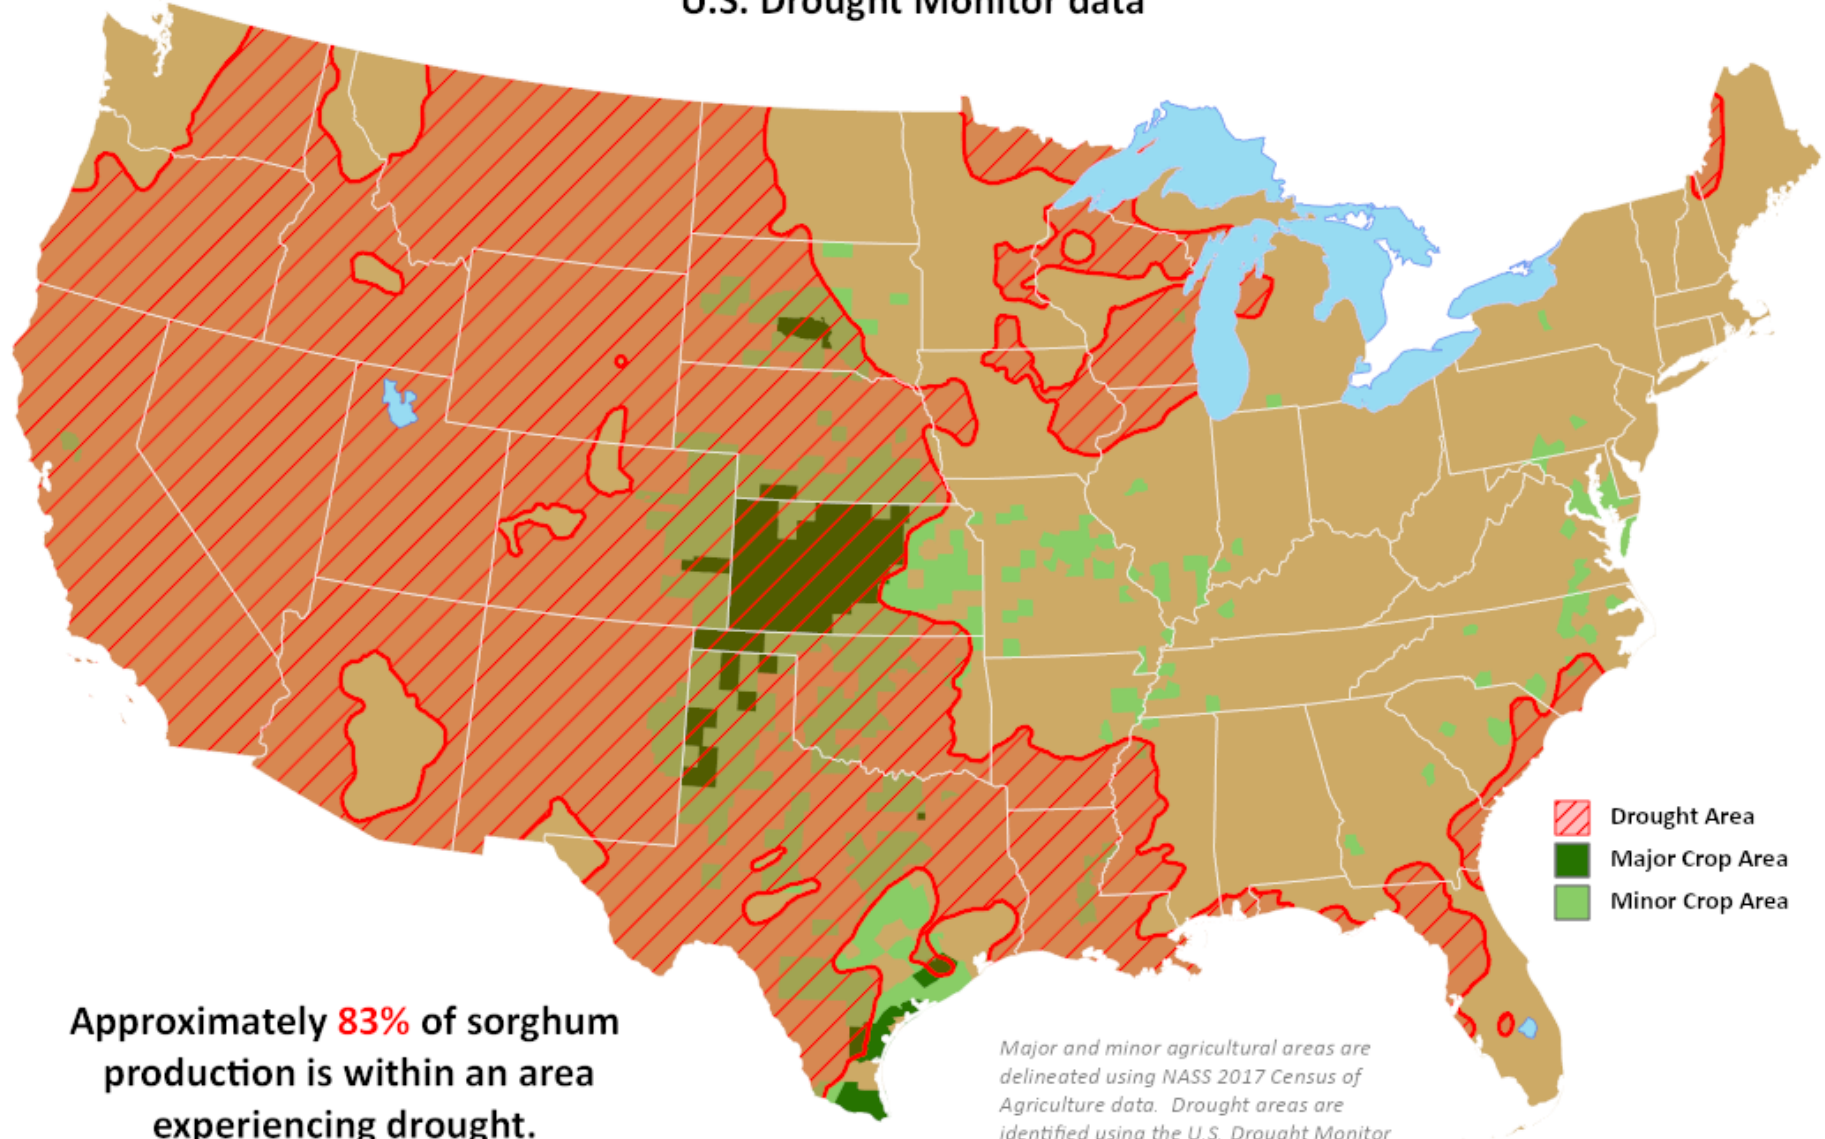 U.S. Drought Monitor data
Drought Area
Major Crop Area
Minor Crop Area
Approximately 83% of sorghum
production is within an area
experiencing drought.
Major and minor agricultural areas are
delineated using NASS 2017 Census of
Agriculture data.  Drought areas are
identified using the U.S. Drought Monitor